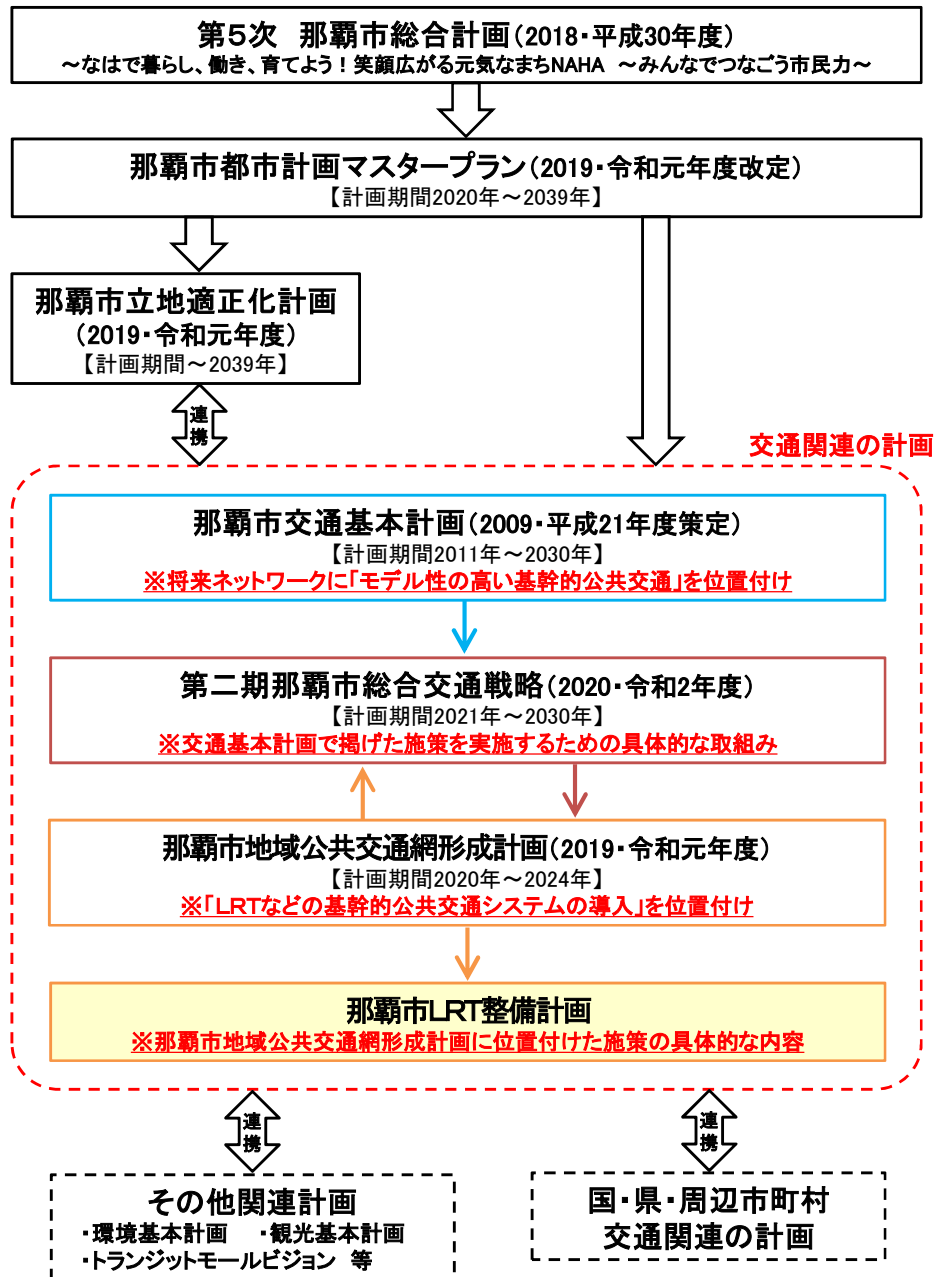 第5次 那覇市総合計画(2018・平成30年度)
～なはで暮らし、働き、育てよう！笑顔広がる元気なまちNAHA ～みんなでつなごう市民力～
那覇市都市計画マスタープラン(2019・令和元年度改定)
【計画期間2020年～2039年】
那覇市立地適正化計画
(2019・令和元年度)
【計画期間～2039年】
連携
交通関連の計画
那覇市交通基本計画(2009・平成21年度策定)
【計画期間2011年～2030年】
※将来ネットワークに「モデル性の高い基幹的公共交通」を位置付け
第二期那覇市総合交通戦略(2020・令和2年度)
【計画期間2021年～2030年】
※交通基本計画で掲げた施策を実施するための具体的な取組み
那覇市地域公共交通網形成計画(2019・令和元年度)
【計画期間2020年～2024年】
※「LRTなどの基幹的公共交通システムの導入」を位置付け
那覇市LRT整備計画
※那覇市地域公共交通網形成計画に位置付けた施策の具体的な内容
連携
連携
その他関連計画
・環境基本計画 ・観光基本計画
・トランジットモールビジョン 等
国・県・周辺市町村
交通関連の計画